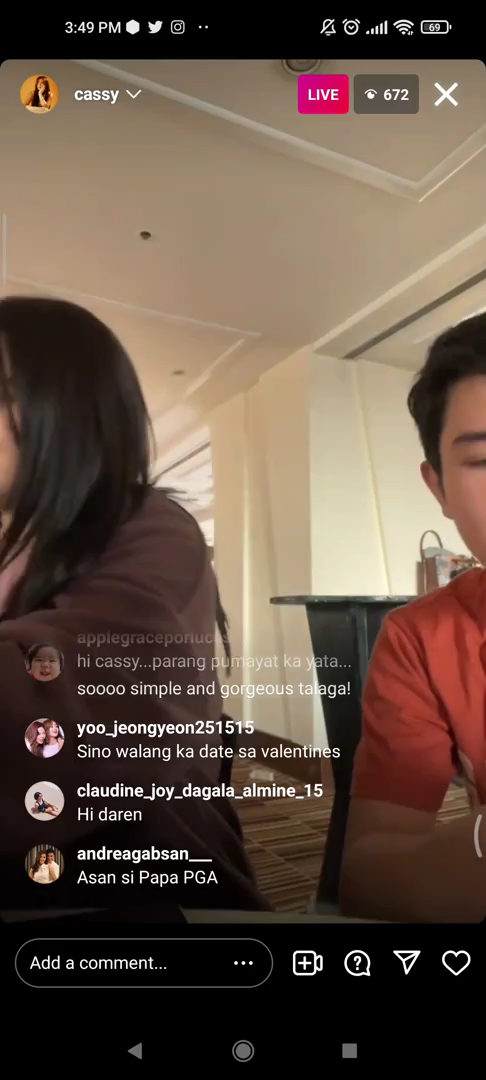 3:49 PM
69
cassy
LIVE
672
hi cassy...parang pumayat ka yata...
soooo simple and gorgeous talaga!
yoo_jeongyeon251515
Sino walang ka date sa valentines
claudine_joy_dagala_almine_15
Hi daren
andreagabsan___
Asan si Papa PGA
Add a comment...